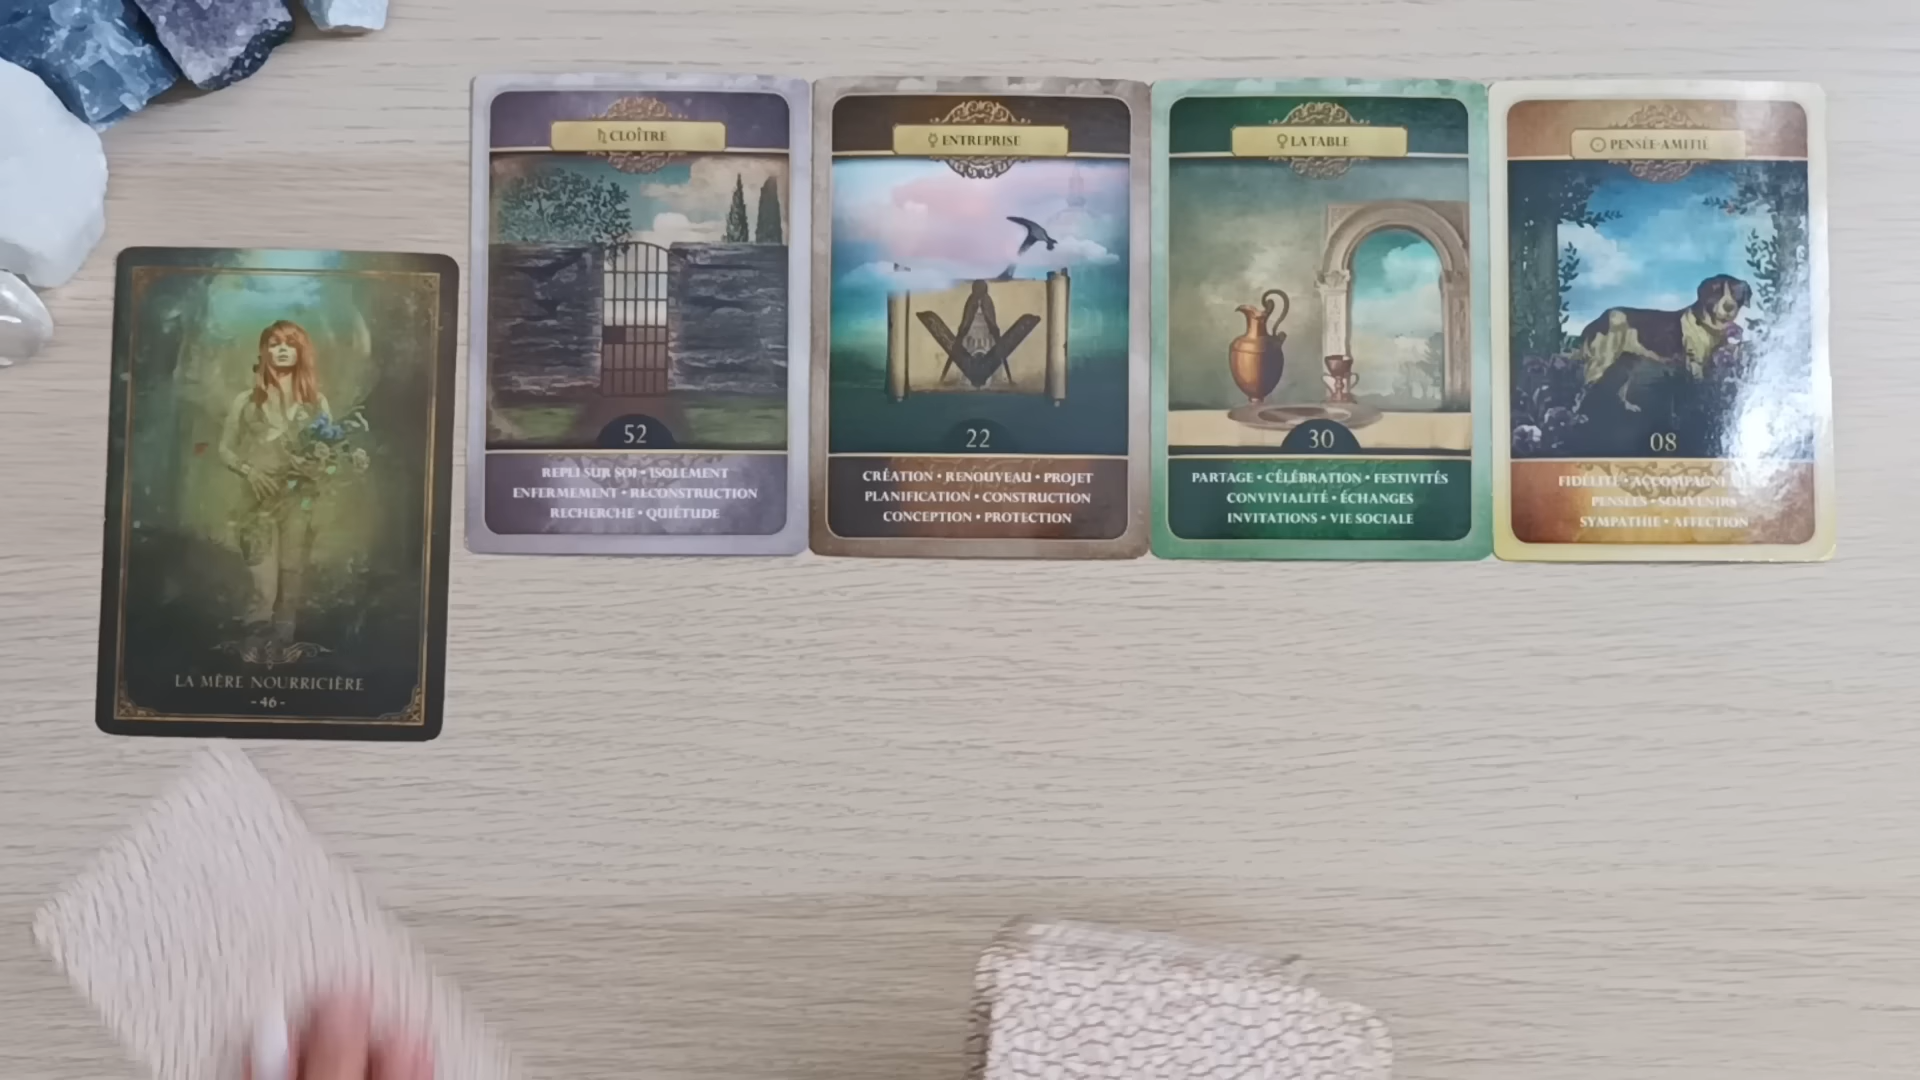 CLOÎTRE
52
REPLI SUR SOI • ISOLEMENT
ENFERMEMENT • RECONSTRUCTION
RECHERCHE • QUIÉTUDE
ENTREPRISE
22
CRÉATION • RENOUVEAU • PROJET
PLANIFICATION • CONSTRUCTION
CONCEPTION • PROTECTION
LA TABLE
30
PARTAGE • CÉLÉBRATION • FESTIVITÉS
CONVIVIALITÉ • ÉCHANGES
INVITATIONS • VIE SOCIALE
PENSÉE-AMITIÉ
08
FIDÉLITÉ •
PENSÉES • SOUVENIRS
SYMPATHIE • AFFECTION
LA MÈRE NOURRICIÈRE
- 46 -